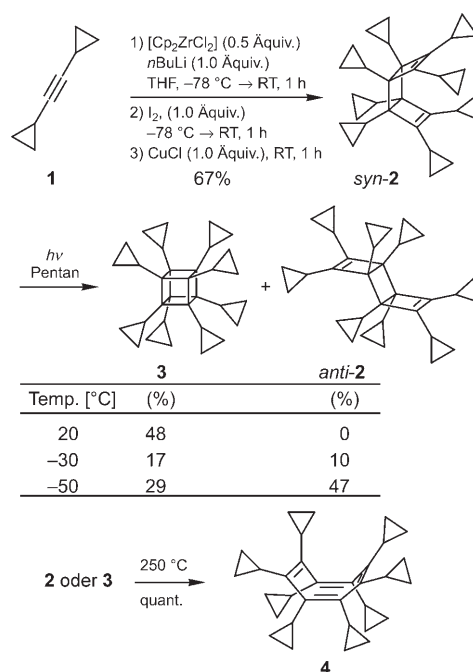 1) [Cp₂ZrCl₂] (0.5 Äquiv.)
nBuLi (1.0 Äquiv.)
THF, –78 °C → RT, 1 h
2) I₂, (1.0 Äquiv.)
–78 °C → RT, 1 h
3) CuCl (1.0 Äquiv.), RT, 1 h
67%
1
syn-2
hν
Pentan
+
3
anti-2
Temp. [°C] (%) (%)
20 48 0
–30 17 10
–50 29 47
2 oder 3
250 °C
quant.
4